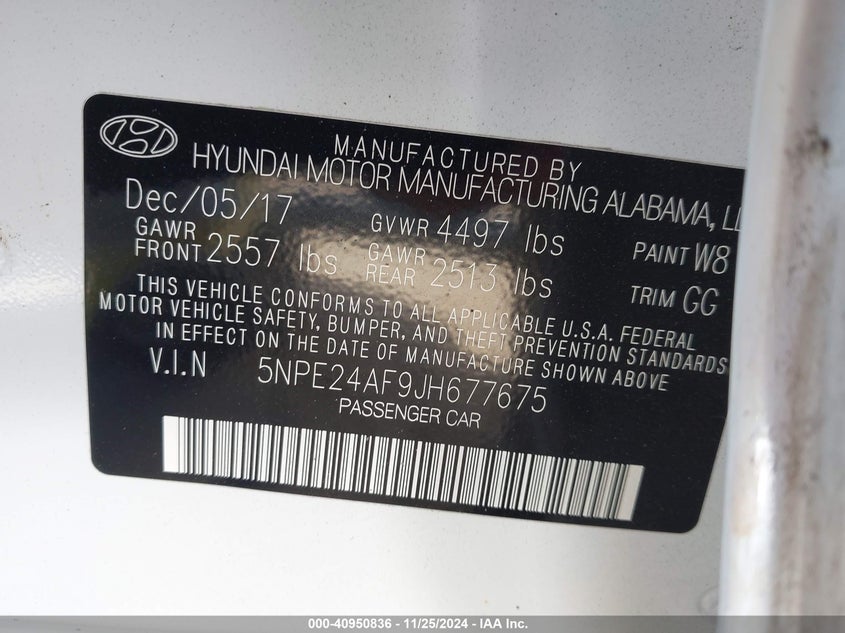 MANUFACTURED BY
HYUNDAI MOTOR MANUFACTURING ALABAMA,
Dec/05/17 GVWR 4497 lbs PAINT W8
GAWR FRONT 2557 lbs GAWR REAR 2513 lbs TRIM GG
THIS VEHICLE CONFORMS TO ALL APPLICABLE U.S.A. FEDERAL
MOTOR VEHICLE SAFETY, BUMPER, AND THEFT PREVENTION STANDARDS
IN EFFECT ON THE DATE OF MANUFACTURE SHOWN ABOVE
V.I.N 5NPE24AF9JH677675
PASSENGER CAR
000-40950836 - 11/25/2024 - © IAA Inc.